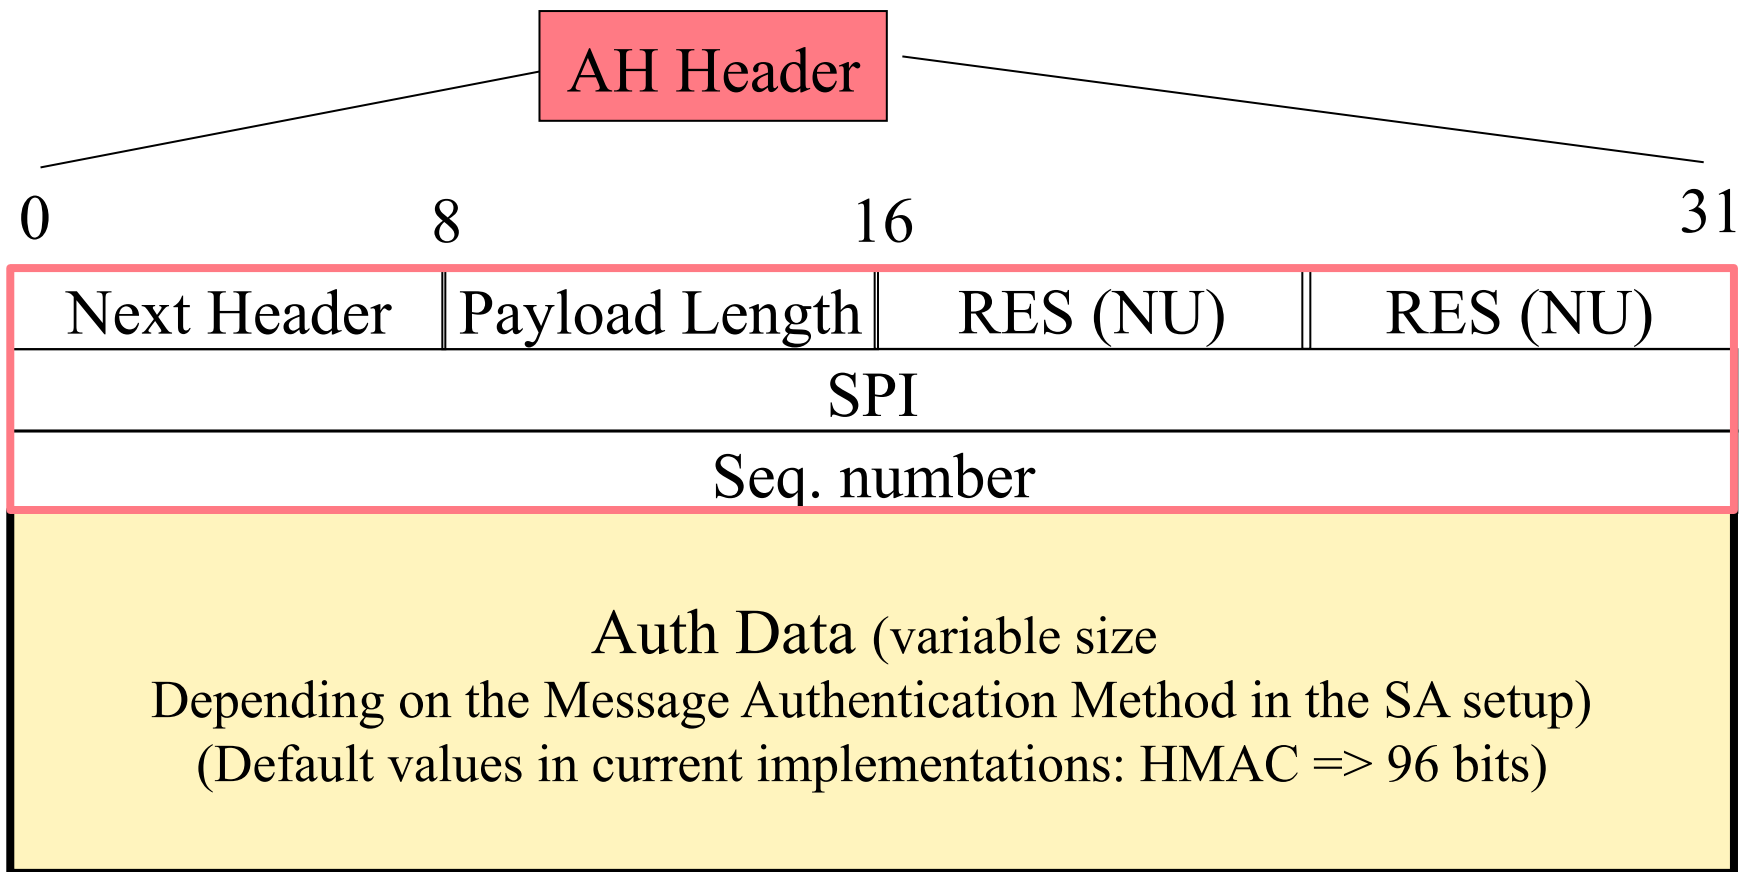 AH Header
0 8 16 31
Next Header Payload Length RES (NU) RES (NU)
SPI
Seq. number
Auth Data (variable size
Depending on the Message Authentication Method in the SA setup)
(Default values in current implementations: HMAC => 96 bits)